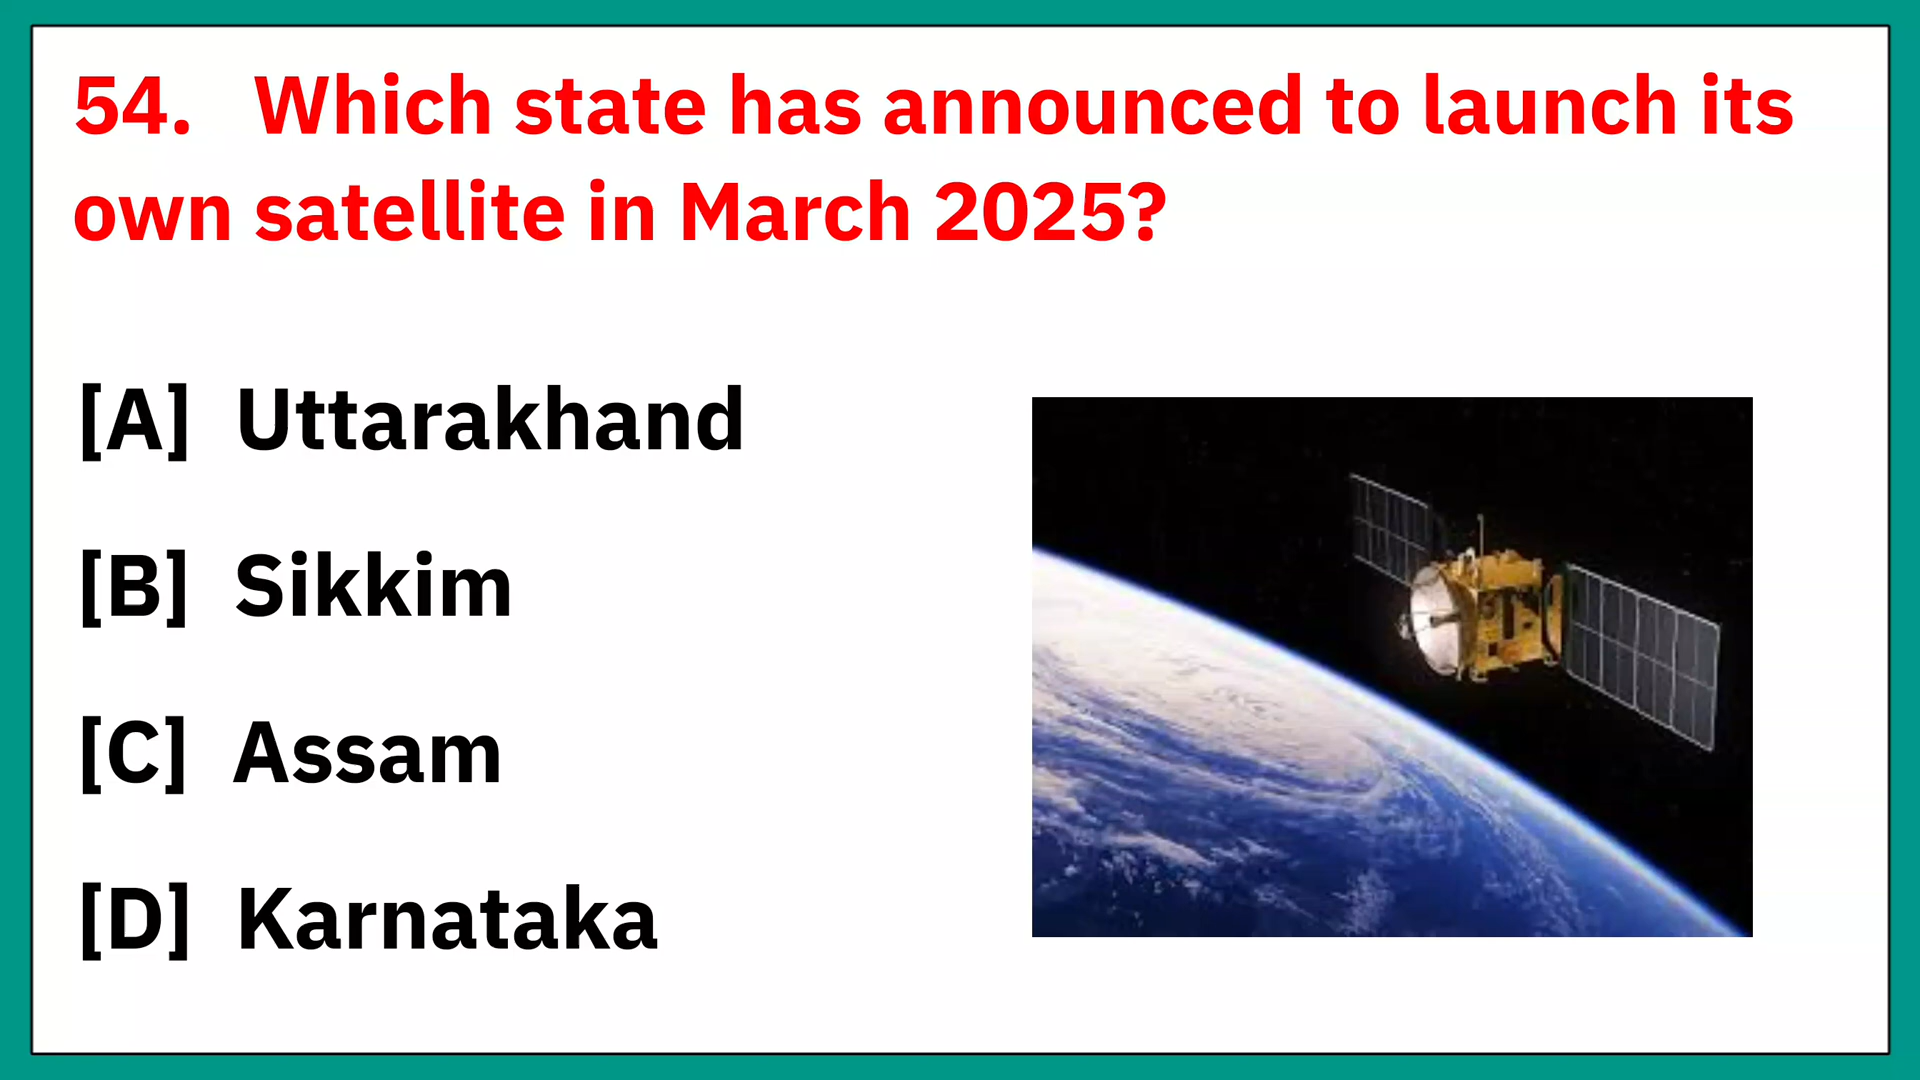 54. Which state has announced to launch its
own satellite in March 2025?
[A] Uttarakhand
[B] Sikkim
[C] Assam
[D] Karnataka